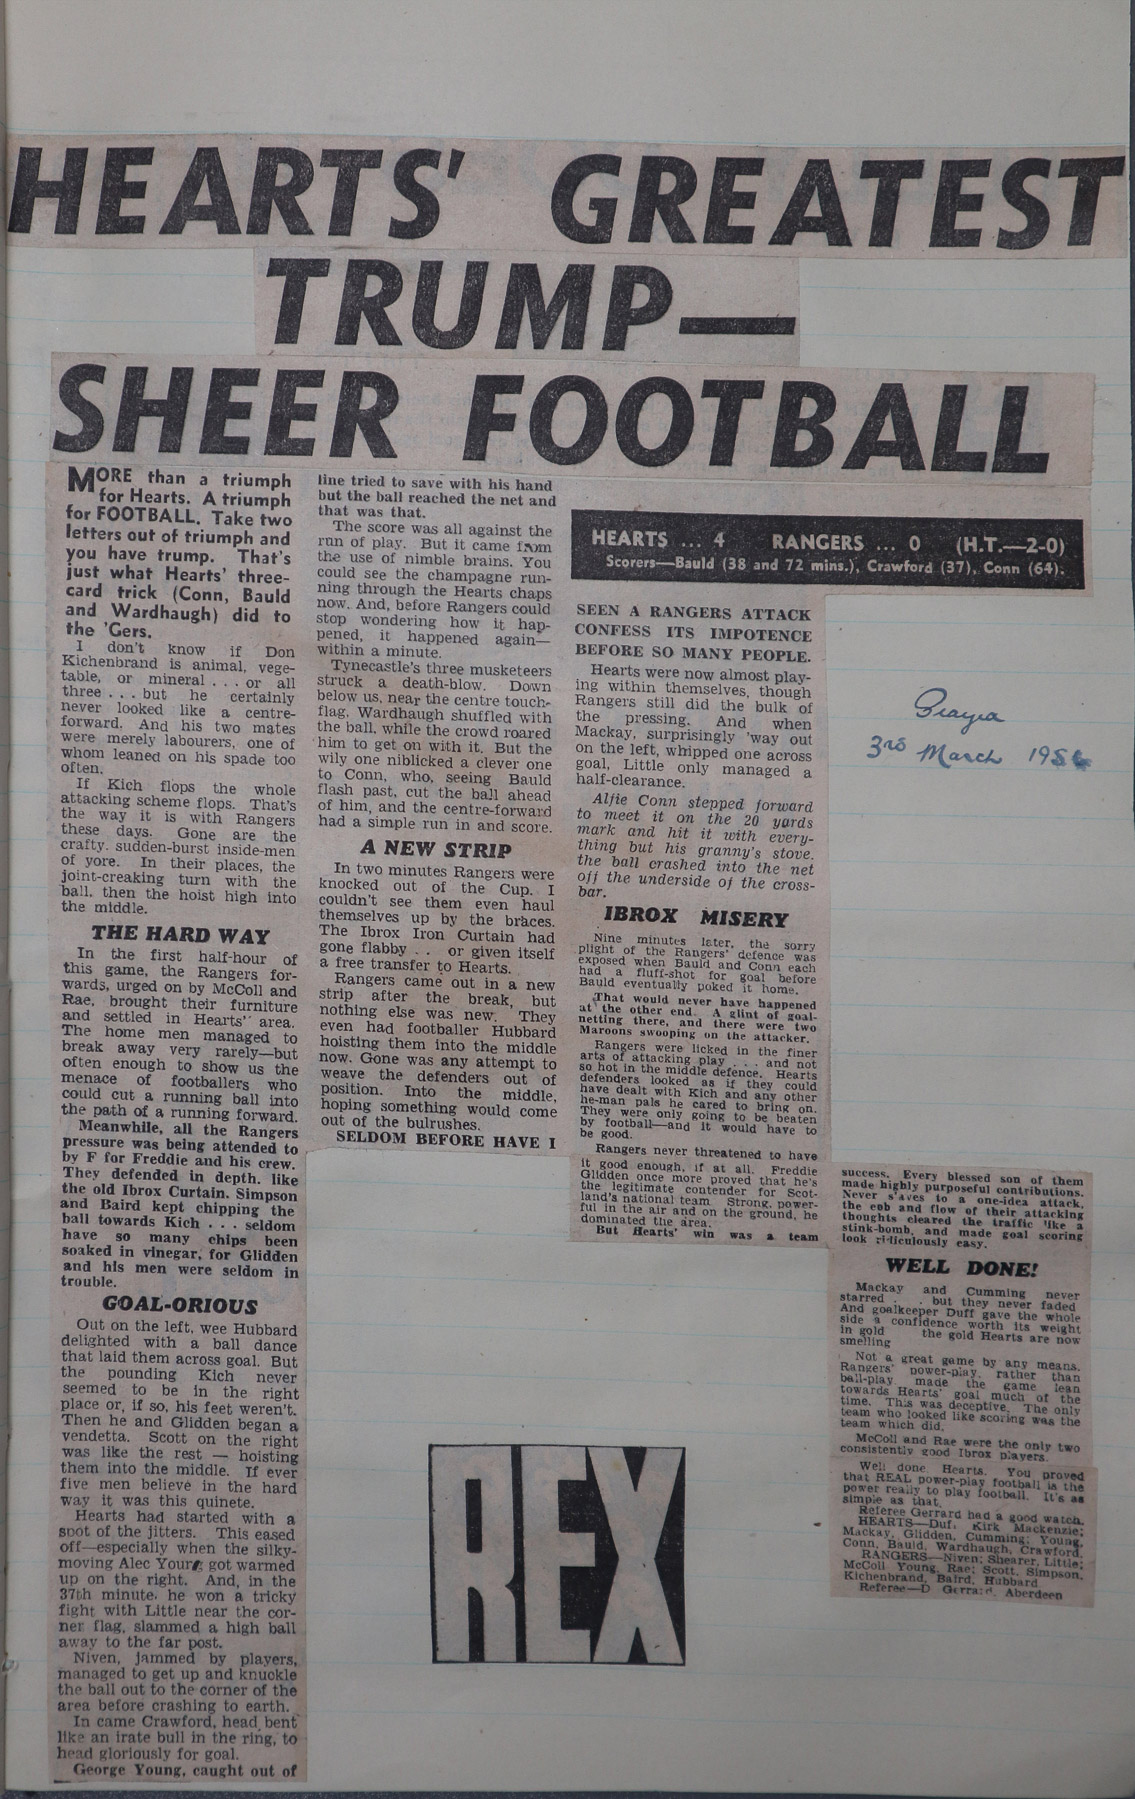 HEARTS' GREATEST
TRUMP—
SHEER FOOTBALL
MORE than a triumph
for Hearts. A triumph
for FOOTBALL. Take two
letters out of triumph and
you have trump. That's
just what Hearts' three-
card trick (Conn, Bauld
and Wardhaugh) did to
the 'Gers.
I don't know if Don
Kichenbrand is animal, vege-
table, or mineral . . . or all
three . . . but he certainly
never looked like a centre-
forward. And his two mates
were merely labourers, one of
whom leaned on his spade too
often.
If Kich flops the whole
attacking scheme flops. That's
the way it is with Rangers
these days. Gone are the
crafty, sudden-burst inside-men
of yore. In their places, the
joint-creaking turn with the
ball, then the hoist high into
the middle.
THE HARD WAY
In the first half-hour of
this game, the Rangers for-
wards, urged on by McColl and
Rae, brought their furniture
and settled in Hearts' area.
The home men managed to
break away very rarely—but
often enough to show us the
menace of footballers who
could cut a running ball into
the path of a running forward.
Meanwhile, all the Rangers
pressure was being attended to
by F for Freddie and his crew.
They defended in depth, like
the old Ibrox Curtain. Simpson
and Baird kept chipping the
ball towards Kich . . . seldom
have so many chips been
soaked in vinegar, for Glidden
and his men were seldom in
trouble.
GOAL-ORIOUS
Out on the left, wee Hubbard
delighted with a ball dance
that laid them across goal. But
the pounding Kich never
seemed to be in the right
place or, if so, his feet weren't.
Then he and Glidden began a
vendetta. Scott on the right
was like the rest — hoisting
them into the middle. If ever
five men believe in the hard
way it was this quinete.
Hearts had started with a
spot of the jitters. This eased
off—especially when the silky-
moving Alec Young got warmed
up on the right. And, in the
37th minute, he won a tricky
fight with Little near the cor-
ner flag, slammed a high ball
away to the far post.
Niven, jammed by players,
managed to get up and knuckle
the ball out to the corner of the
area before crashing to earth.
In came Crawford, head bent
like an irate bull in the ring, to
head gloriously for goal.
George Young, caught out of
line tried to save with his hand
but the ball reached the net and
that was that.
The score was all against the
run of play. But it came from
the use of nimble brains. You
could see the champagne run-
ning through the Hearts chaps
now. And, before Rangers could
stop wondering how it hap-
pened, it happened again—
within a minute.
Tynecastle's three musketeers
struck a death-blow. Down
below us, near the centre touch-
flag, Wardhaugh shuffled with
the ball, while the crowd roared
him to get on with it. But the
wily one niblicked a clever one
to Conn, who, seeing Bauld
flash past, cut the ball ahead
of him, and the centre-forward
had a simple run in and score.
A NEW STRIP
In two minutes Rangers were
knocked out of the Cup. I
couldn't see them even haul
themselves up by the braces.
The Ibrox Iron Curtain had
gone flabby . . or given itself
a free transfer to Hearts.
Rangers came out in a new
strip after the break, but
nothing else was new. They
even had footballer Hubbard
hoisting them into the middle
now. Gone was any attempt to
weave the defenders out of
position. Into the middle,
hoping something would come
out of the bulrushes.
SELDOM BEFORE HAVE I
HEARTS ... 4 RANGERS ... 0 (H.T.—2-0)
Scorers—Bauld (38 and 72 mins.), Crawford (37), Conn (64).
SEEN A RANGERS ATTACK
CONFESS ITS IMPOTENCE
BEFORE SO MANY PEOPLE.
Hearts were now almost play-
ing within themselves, though
Rangers still did the bulk of
the pressing. And when
Mackay, surprisingly 'way out
on the left, whipped one across
goal, Little only managed a
half-clearance.
Alfie Conn stepped forward
to meet it on the 20 yards
mark and hit it with every-
thing but his granny's stove.
the ball crashed into the net
off the underside of the cross-
bar.
IBROX MISERY
Nine minutes later, the sorry
plight of the Rangers' defence was
exposed when Bauld and Conn each
had a fluff-shot for goal before
Bauld eventually poked it home.
That would never have happened
at the other end. A glint of goal-
netting there, and there were two
Maroons swooping on the attacker.
Rangers were licked in the finer
arts of attacking play . . . and not
so hot in the middle defence. Hearts
defenders looked as if they could
have dealt with Kich and any other
he-man pals he cared to bring on.
They were only going to be beaten
by football—and it would have to
be good.
Rangers never threatened to have
it good enough, if at all. Freddie
Glidden once more proved that he's
the legitimate contender for Scot-
land's national team Strong, power-
ful in the air and on the ground, he
dominated the area.
But Hearts' win was a team
3rd March 1956
success. Every blessed son of them
made highly purposeful contributions.
Never slaves to a one-idea attack,
the ebb and flow of their attacking
thoughts cleared the traffic like a
stink-bomb, and made goal scoring
look ridiculously easy.
WELL DONE!
Mackay and Cumming never
starred . . but they never faded
And goalkeeper Duff gave the whole
side a confidence worth its weight
in gold the gold Hearts are now
smelling
Not a great game by any means.
Rangers' power-play, rather than
ball-play made the game lean
towards Hearts' goal much of the
time. This was deceptive. The only
team who looked like scoring was the
team which did.
McColl and Rae were the only two
consistently good Ibrox players.
Well done, Hearts. You proved
that REAL power-play football is the
power really to play football. It's as
simple as that.
Referee Gerrard had a good watch.
HEARTS—Duff, Kirk Mackenzie;
Mackay, Glidden, Cumming; Young,
Conn, Bauld, Wardhaugh, Crawford.
RANGERS—Niven; Shearer, Little;
McColl Young, Rae; Scott, Simpson,
Kichenbrand, Baird, Hubbard
Referee—D Gerrard, Aberdeen
REX